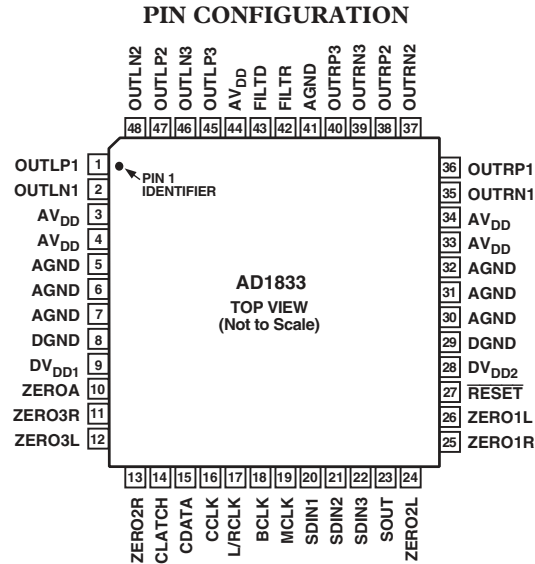 PIN CONFIGURATION
OUTLN2
OUTLP2
OUTLN3
OUTLP3
AVDD
FILTD
FILTR
AGND
OUTRP3
OUTRN3
OUTRP2
OUTRN2
48 47 46 45 44 43 42 41 40 39 38 37
OUTLP1 1
OUTLN1 2
AVDD 3
AVDD 4
AGND 5
AGND 6
AGND 7
DGND 8
DVDD1 9
ZEROA 10
ZERO3R 11
ZERO3L 12
PIN 1
IDENTIFIER
AD1833
TOP VIEW
(Not to Scale)
36 OUTRP1
35 OUTRN1
34 AVDD
33 AVDD
32 AGND
31 AGND
30 AGND
29 DGND
28 DVDD2
27 RESET
26 ZERO1L
25 ZERO1R
13 14 15 16 17 18 19 20 21 22 23 24
ZERO2R
CLATCH
CDATA
CCLK
L/RCLK
BCLK
MCLK
SDIN1
SDIN2
SDIN3
SOUT
ZERO2L